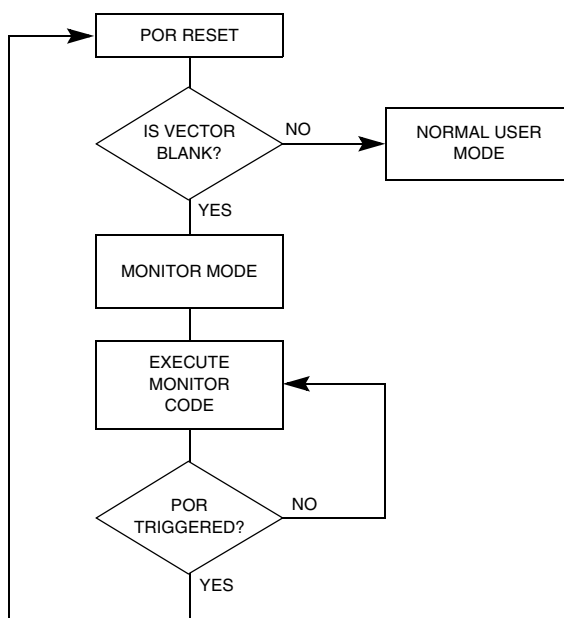 POR RESET
IS VECTOR
BLANK?
NO
NORMAL USER
MODE
YES
MONITOR MODE
EXECUTE
MONITOR
CODE
POR
TRIGGERED?
NO
YES